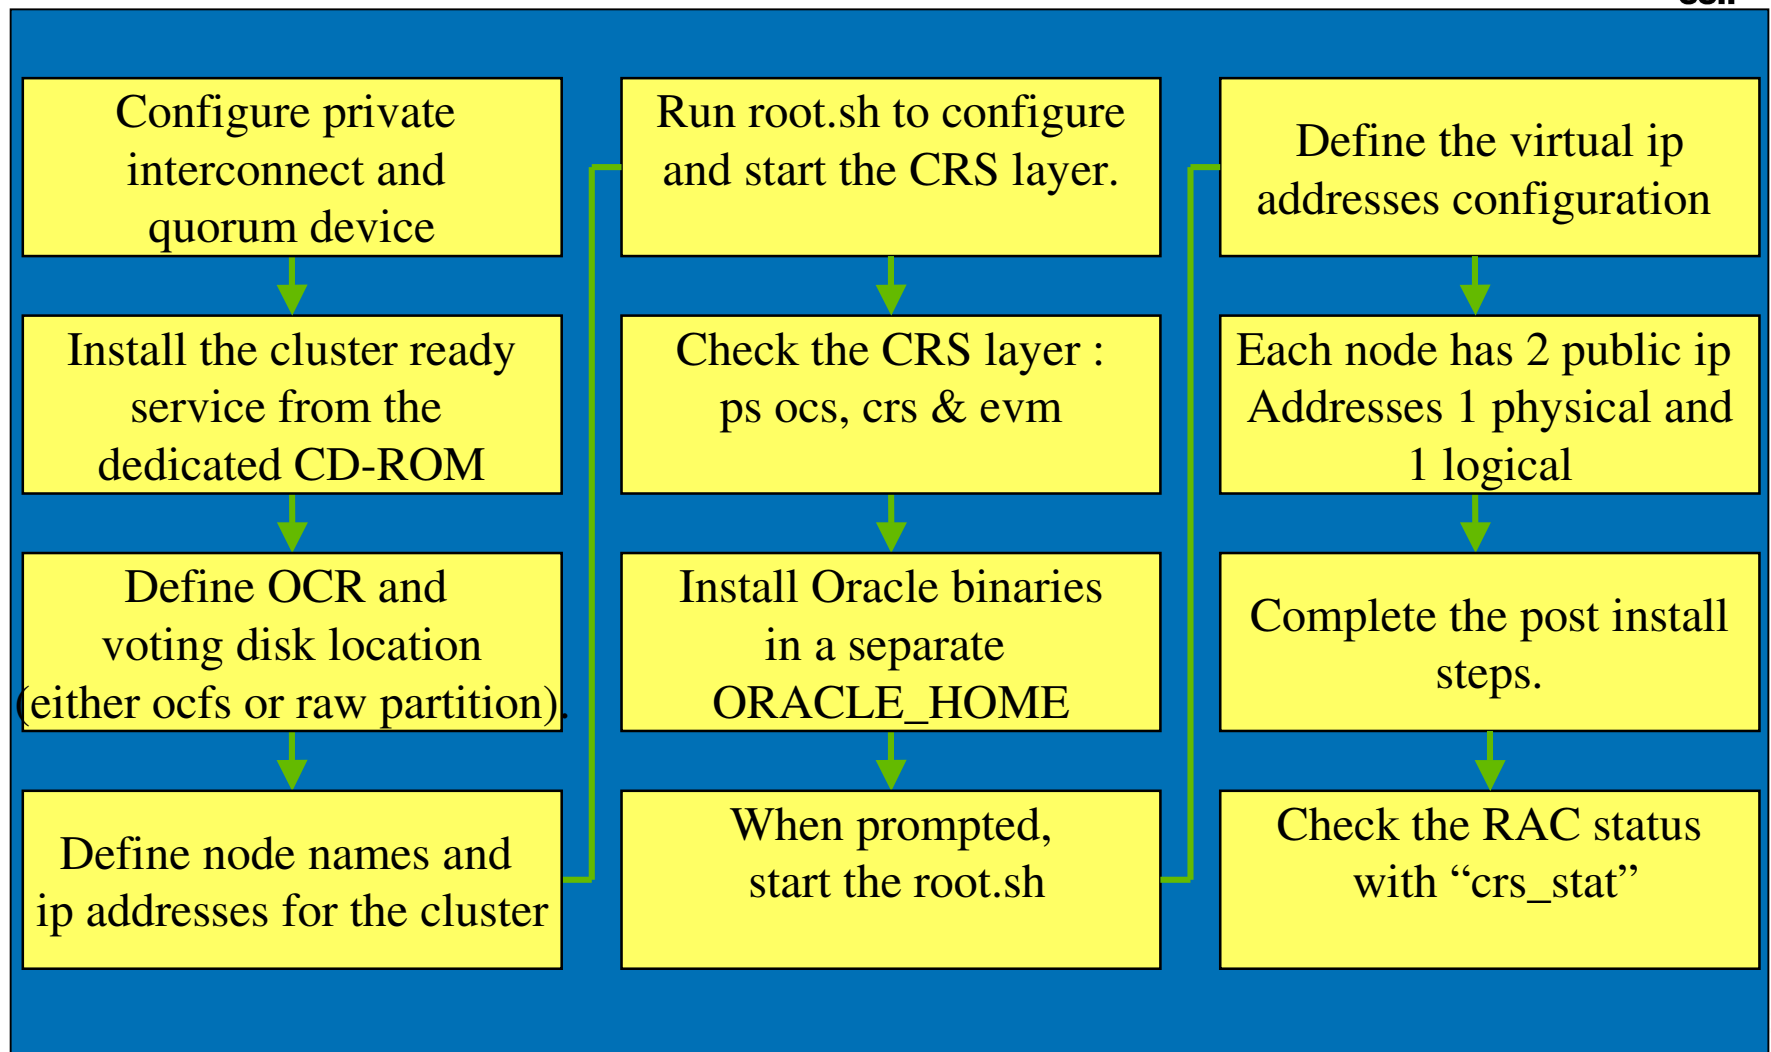 Configure private
interconnect and
quorum device
Install the cluster ready
service from the
dedicated CD-ROM
Define OCR and
voting disk location
(either ocfs or raw partition).
Define node names and
ip addresses for the cluster
Run root.sh to configure
and start the CRS layer.
Check the CRS layer :
ps ocs, crs & evm
Install Oracle binaries
in a separate
ORACLE_HOME
When prompted,
start the root.sh
Define the virtual ip
addresses configuration
Each node has 2 public ip
Addresses 1 physical and
1 logical
Complete the post install
steps.
Check the RAC status
with “crs_stat”